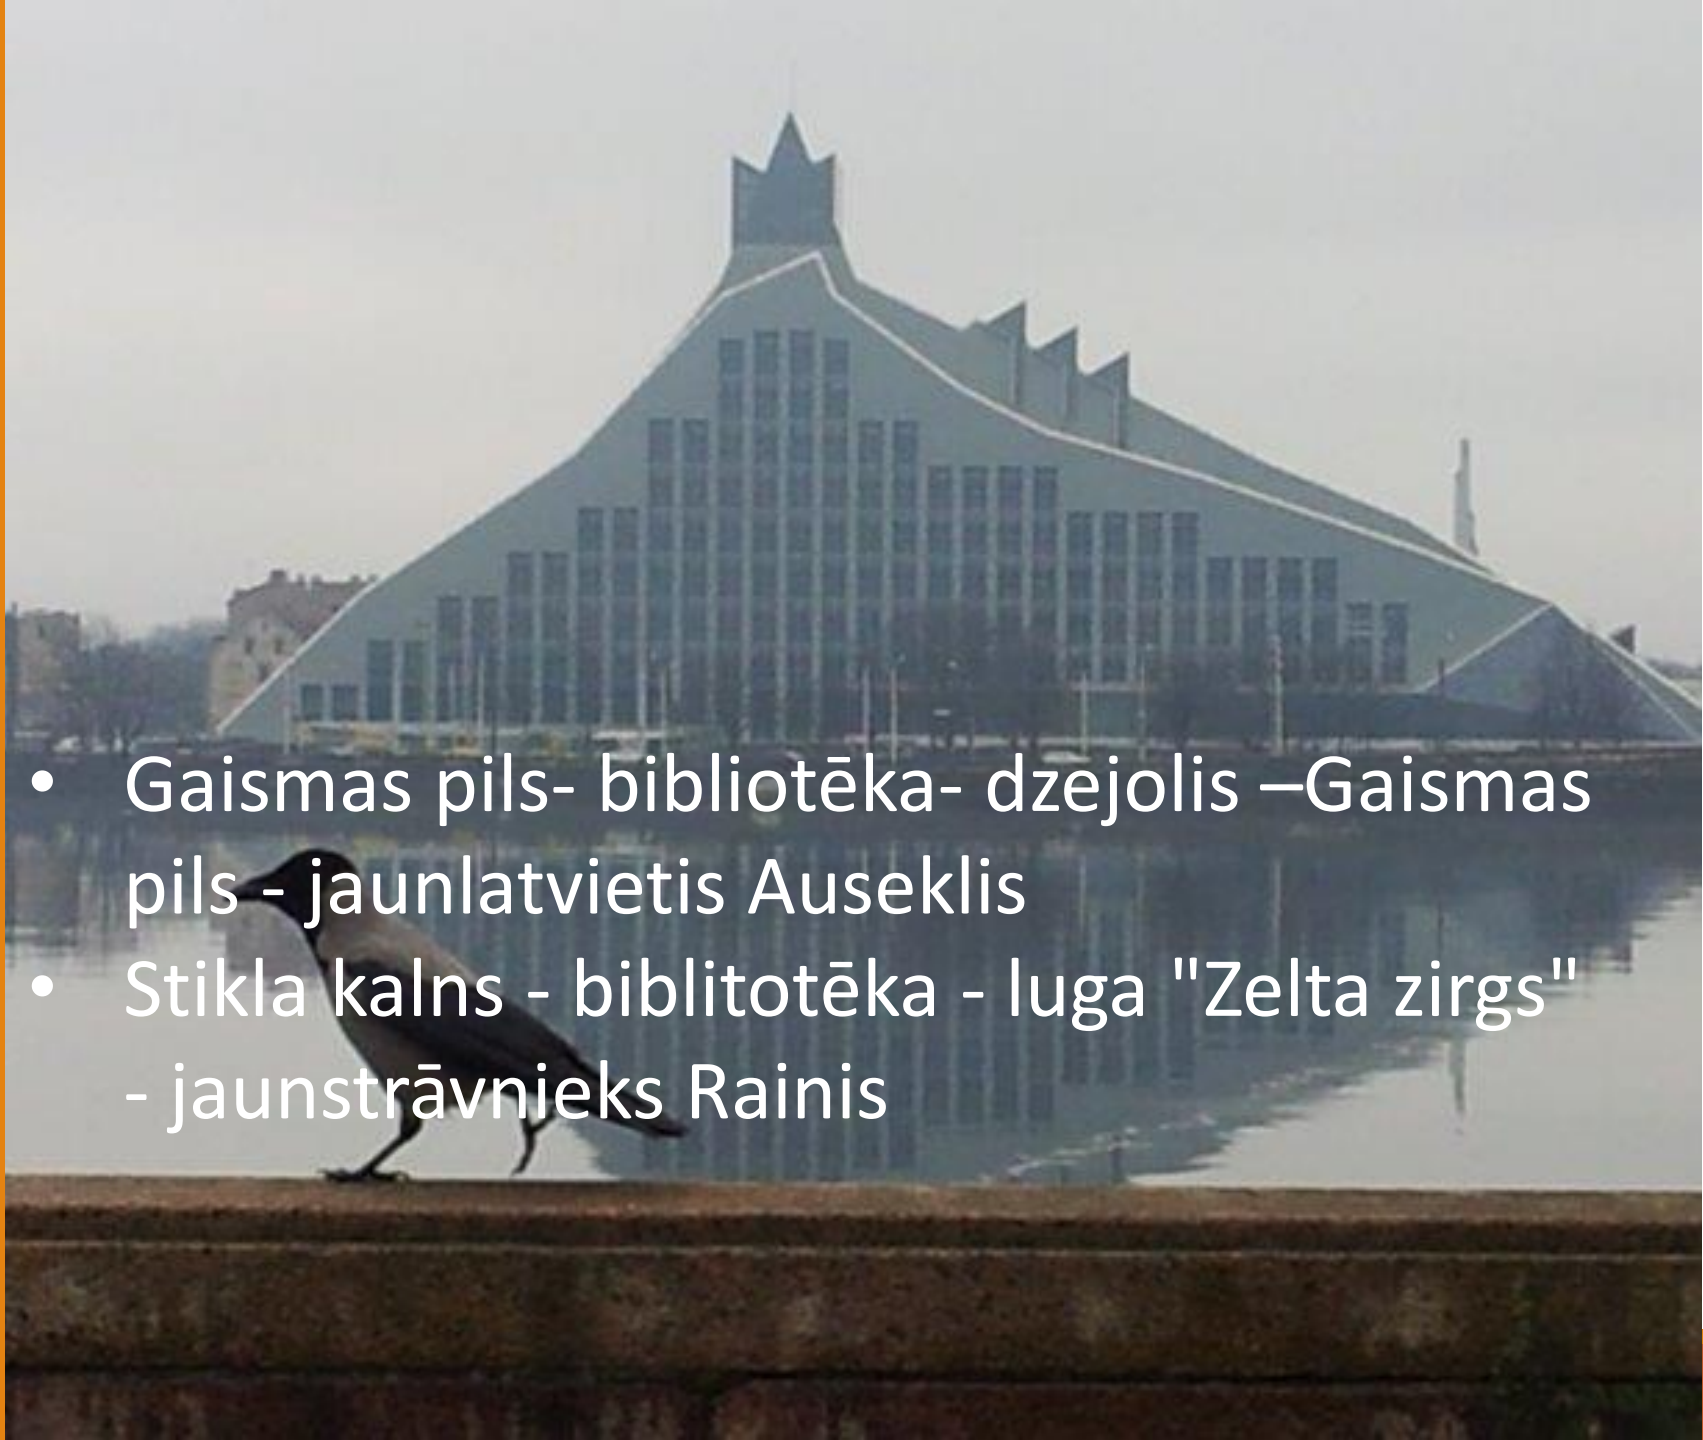 • Gaismas pils- bibliotēka- dzejolis –Gaismas
pils - jaunlatvietis Auseklis
• Stikla kalns - biblitotēka - luga "Zelta zirgs"
- jaunstrāvnieks Rainis